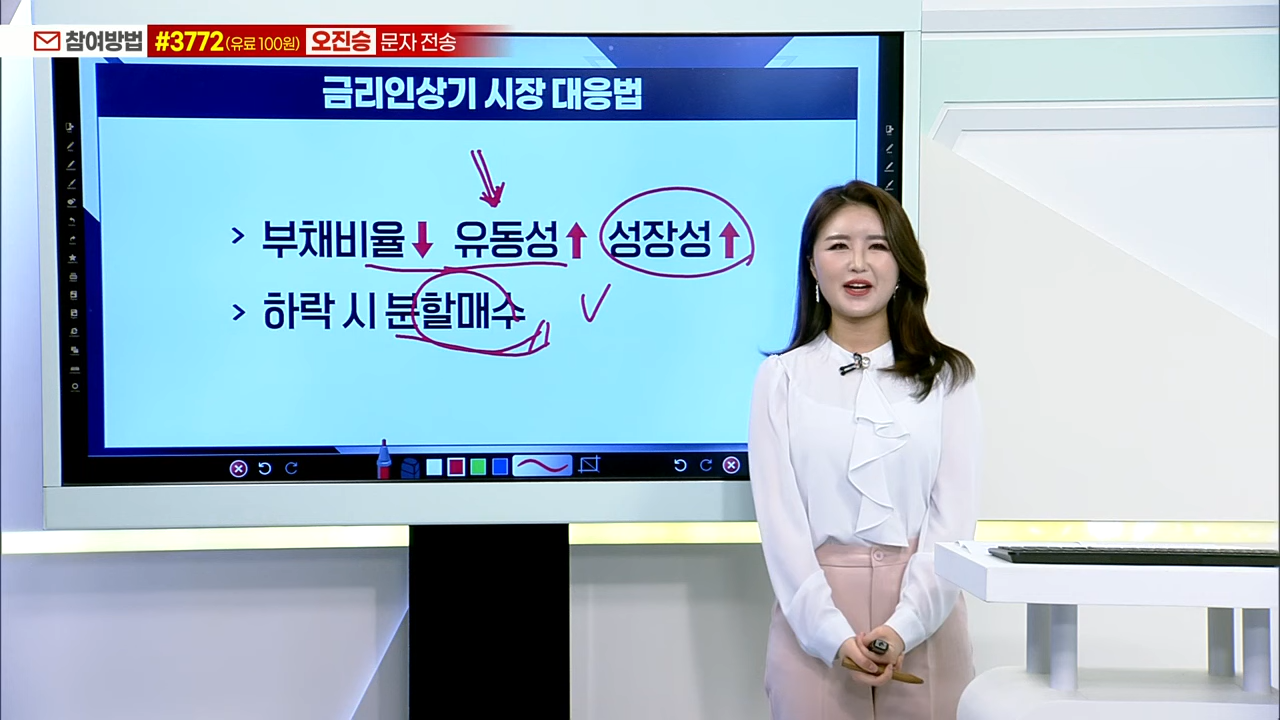 참여방법 #3772(유료 100원) 오진승 문자 전송
금리인상기 시장 대응법
> 부채비율↓ 유동성↑ 성장성↑
> 하락 시 분할매수